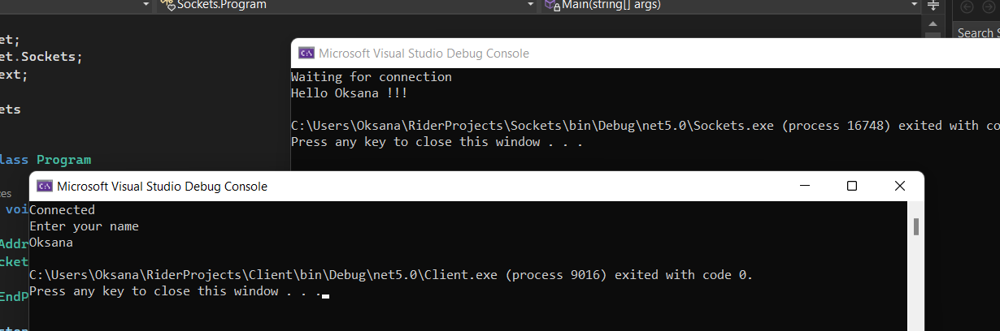 Sockets.Program
Main(string[] args)
Search S
et;
et.Sockets;
ext;
ets
lass Program
ces
voi
Addr
cket
EndP
Microsoft Visual Studio Debug Console
Waiting for connection
Hello Oksana !!!
C:\Users\Oksana\RiderProjects\Sockets\bin\Debug\net5.0\Sockets.exe (process 16748) exited with co
Press any key to close this window . . .
Microsoft Visual Studio Debug Console
Connected
Enter your name
Oksana
C:\Users\Oksana\RiderProjects\Client\bin\Debug\net5.0\Client.exe (process 9016) exited with code 0.
Press any key to close this window . . .